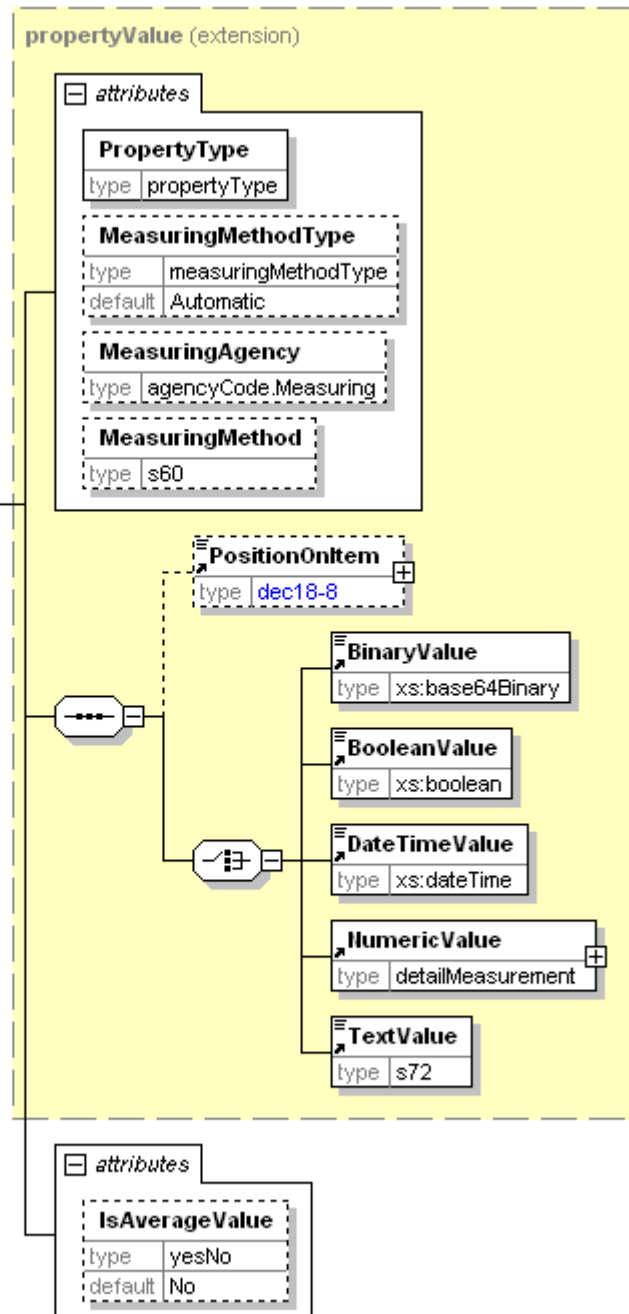 propertyValue (extension)
attributes
PropertyType
type propertyType
MeasuringMethodType
type measuringMethodType
default Automatic
MeasuringAgency
type agencyCode.Measuring
MeasuringMethod
type s60
PositionOnItem
type dec18-8
BinaryValue
type xs:base64Binary
BooleanValue
type xs:boolean
DateTimeValue
type xs:dateTime
NumericValue
type detailMeasurement
TextValue
type s72
attributes
IsAverageValue
type yesNo
default No